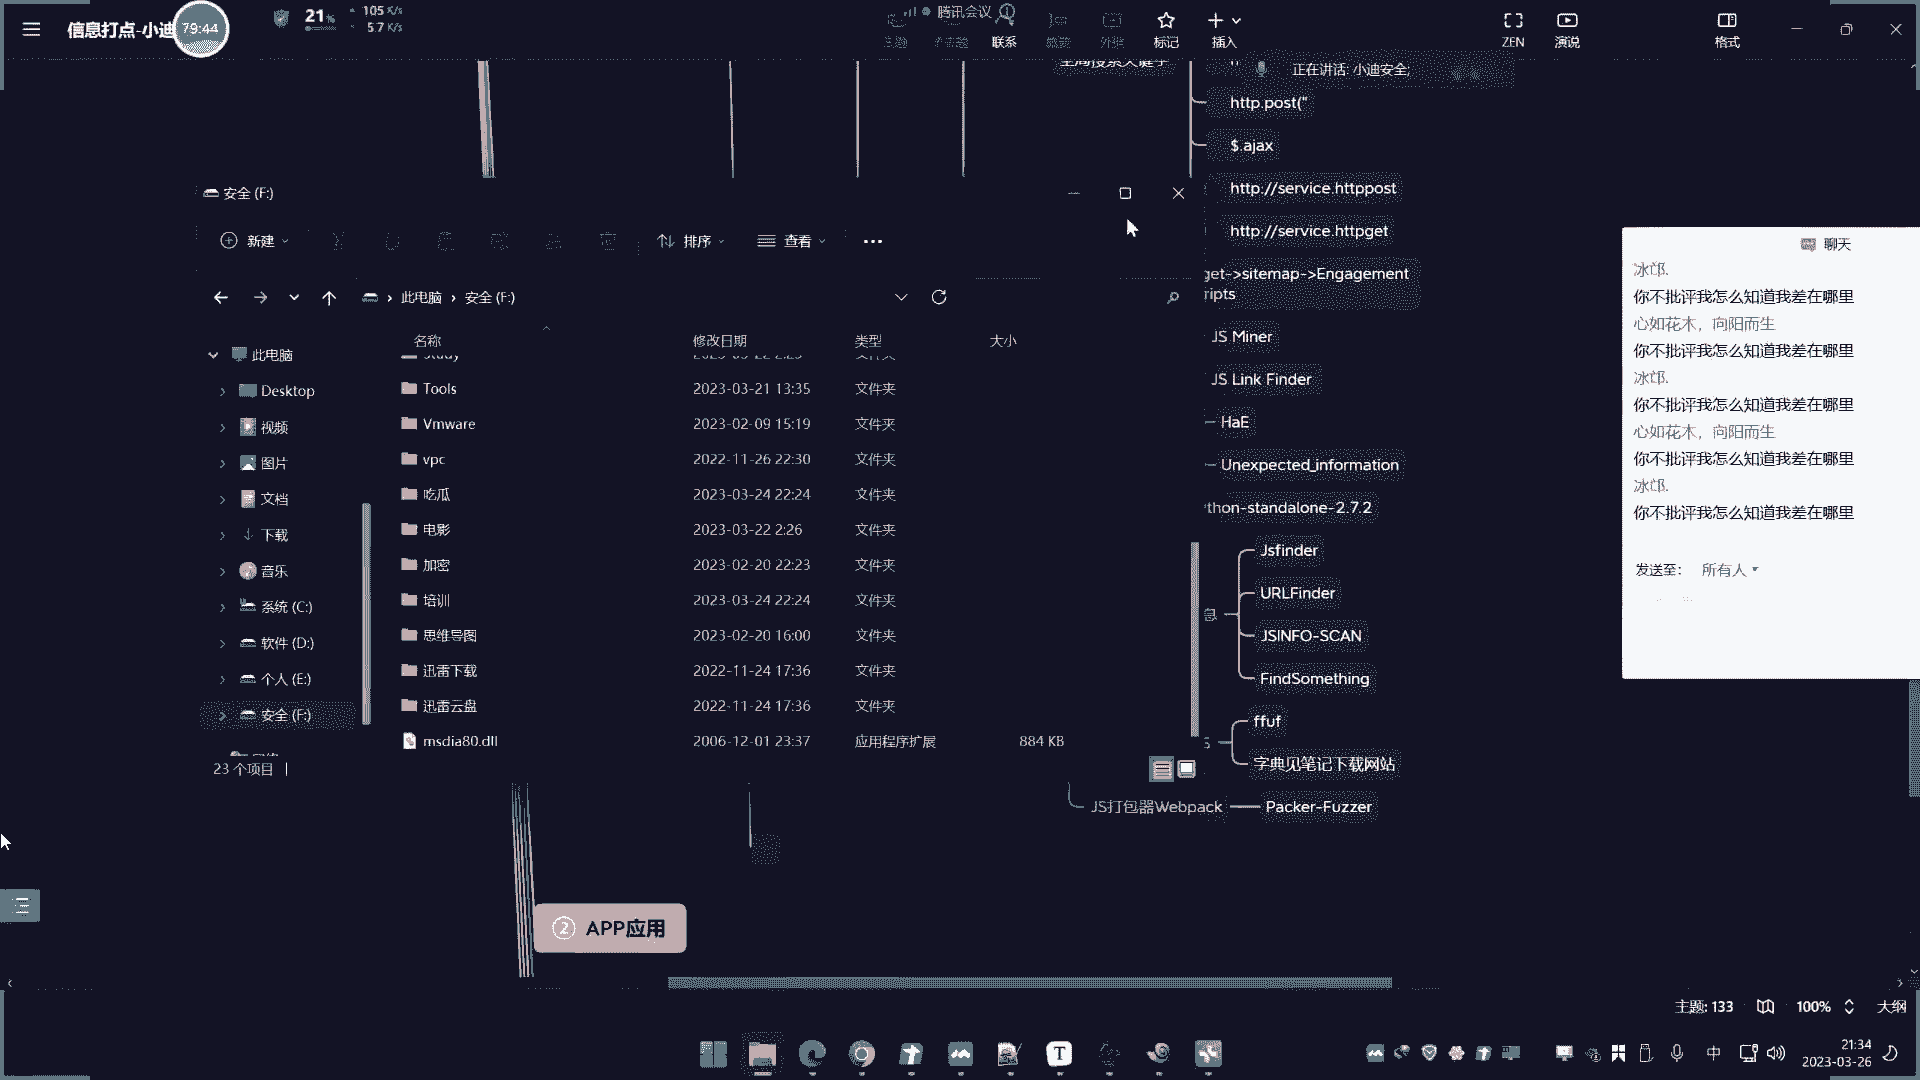 信息打点-小迪
79:44
21%
105 K/s
5.7 K/s
腾讯会议
联系
标记
插入
ZEN
演说
格式
正在讲话: 小迪安全;
http.post("
$.ajax
http://service.httppost
http://service.httpget
get->sitemap->Engagement
ripts
JS Miner
JS Link Finder
HaE
Unexpected_information
thon-standalone-2.7.2
Jsfinder
URLFinder
JSINFO-SCAN
FindSomething
息
ffuf
字典见笔记下载网站
JS打包器Webpack
Packer-Fuzzer
安全 (F:)
新建
排序
查看
此电脑 › 安全 (F:)
名称 修改日期 类型 大小
Tools 2023-03-21 13:35 文件夹
Vmware 2023-02-09 15:19 文件夹
vpc 2022-11-26 22:30 文件夹
吃瓜 2023-03-24 22:24 文件夹
电影 2023-03-22 2:26 文件夹
加密 2023-02-20 22:23 文件夹
培训 2023-03-24 22:24 文件夹
思维导图 2023-02-20 16:00 文件夹
迅雷下载 2022-11-24 17:36 文件夹
迅雷云盘 2022-11-24 17:36 文件夹
msdia80.dll 2006-12-01 23:37 应用程序扩展 884 KB
此电脑
Desktop
视频
图片
文档
下载
音乐
系统 (C:)
软件 (D:)
个人 (E:)
安全 (F:)
23 个项目
② APP应用
聊天
冰邙.
你不批评我怎么知道我差在哪里
心如花木，向阳而生
你不批评我怎么知道我差在哪里
冰邙.
你不批评我怎么知道我差在哪里
心如花木，向阳而生
你不批评我怎么知道我差在哪里
冰邙.
你不批评我怎么知道我差在哪里
发送至: 所有人
主题: 133
100%
大纲
中
21:34
2023-03-26